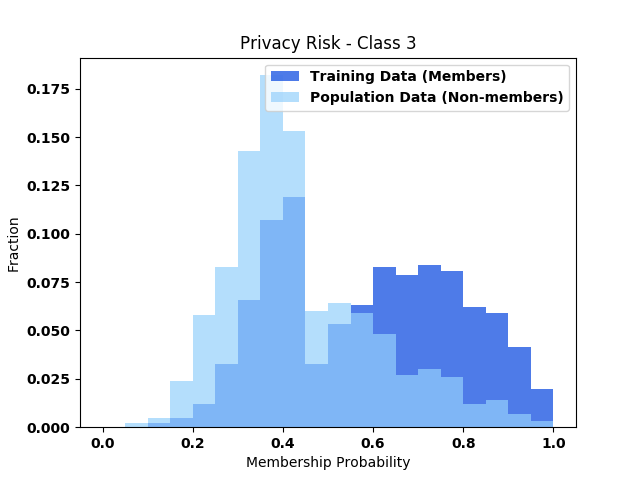 Privacy Risk - Class 3
Training Data (Members)
Population Data (Non-members)
0.175
0.150
0.125
0.100
0.075
0.050
0.025
0.000
Fraction
0.0 0.2 0.4 0.6 0.8 1.0
Membership Probability